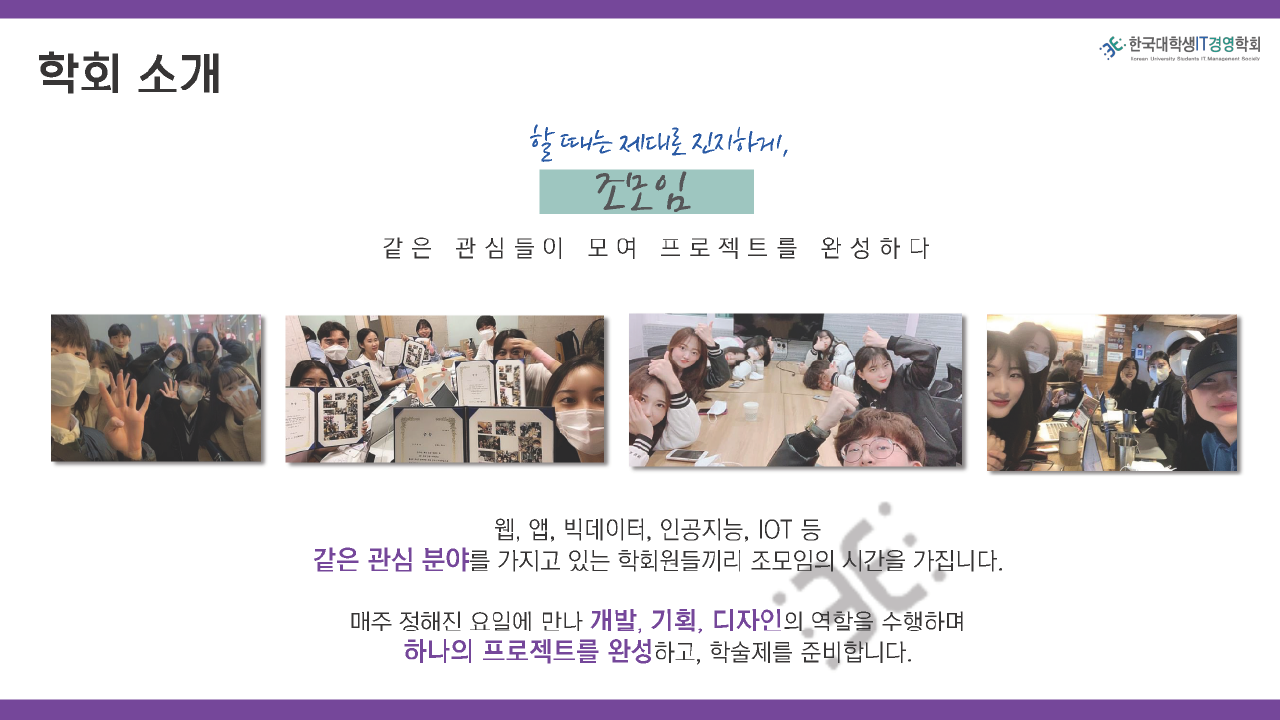 학회 소개
한국대학생IT경영학회
Korean University Students IT Management Society
할 때는 제대로 진지하게,
조모임
같은 관심들이 모여 프로젝트를 완성하다
웹, 앱, 빅데이터, 인공지능, IOT 등
같은 관심 분야를 가지고 있는 학회원들끼리 조모임의 시간을 가집니다.
매주 정해진 요일에 만나 개발, 기획, 디자인의 역할을 수행하며
하나의 프로젝트를 완성하고, 학술제를 준비합니다.